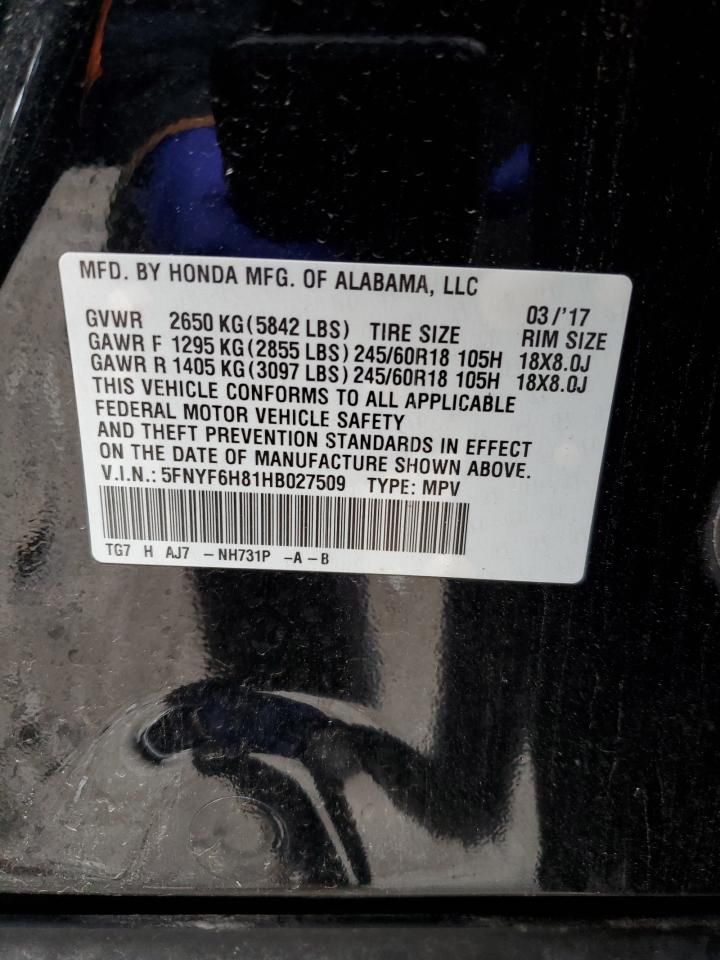 MFD. BY HONDA MFG. OF ALABAMA, LLC
03/'17
GVWR 2650 KG(5842 LBS) TIRE SIZE RIM SIZE
GAWR F 1295 KG(2855 LBS) 245/60R18 105H 18X8.0J
GAWR R 1405 KG(3097 LBS) 245/60R18 105H 18X8.0J
THIS VEHICLE CONFORMS TO ALL APPLICABLE
FEDERAL MOTOR VEHICLE SAFETY
AND THEFT PREVENTION STANDARDS IN EFFECT
ON THE DATE OF MANUFACTURE SHOWN ABOVE.
V.I.N.: 5FNYF6H81HB027509 TYPE: MPV
TG7 H AJ7 -NH731P -A-B